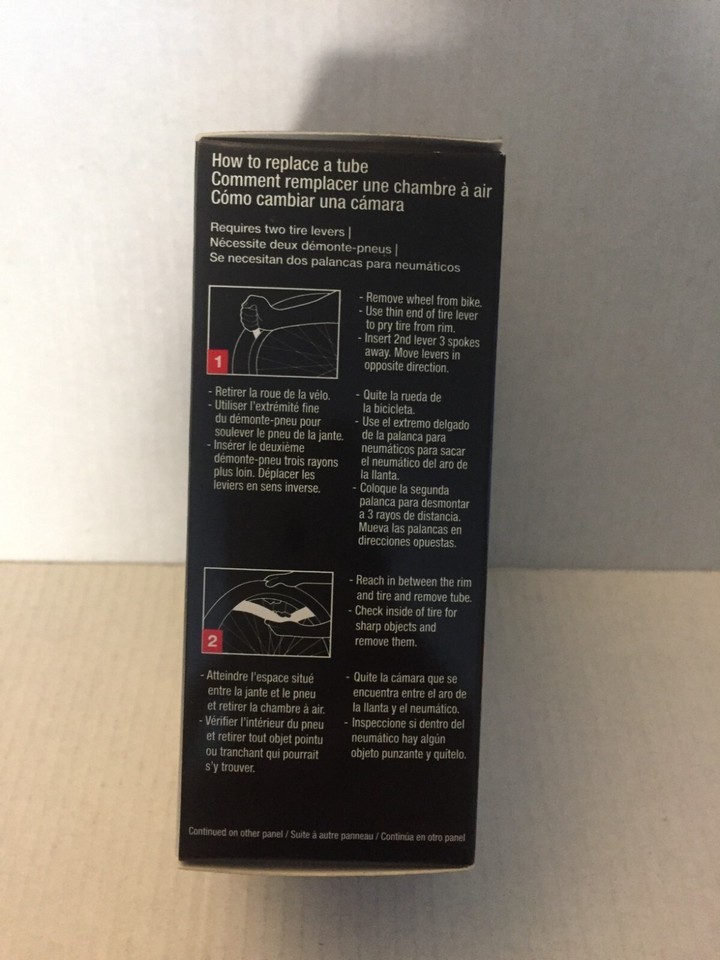 How to replace a tube
Comment remplacer une chambre à air
Cómo cambiar una cámara
Requires two tire levers |
Nécessite deux démonte-pneus |
Se necesitan dos palancas para neumáticos
1
- Remove wheel from bike.
- Use thin end of tire lever
to pry tire from rim.
- Insert 2nd lever 3 spokes
away. Move levers in
opposite direction.
- Retirer la roue de la vélo.
- Utiliser l'extrémité fine
du démonte-pneu pour
soulever le pneu de la jante.
- Insérer le deuxième
démonte-pneu trois rayons
plus loin. Déplacer les
leviers en sens inverse.
- Quite la rueda de
la bicicleta.
- Use el extremo delgado
de la palanca para
neumáticos para sacar
el neumático del aro de
la llanta.
- Coloque la segunda
palanca para desmontar
a 3 rayos de distancia.
Mueva las palancas en
direcciones opuestas.
2
- Reach in between the rim
and tire and remove tube.
- Check inside of tire for
sharp objects and
remove them.
- Atteindre l'espace situé
entre la jante et le pneu
et retirer la chambre à air.
- Vérifier l'intérieur du pneu
et retirer tout objet pointu
ou tranchant qui pourrait
s'y trouver.
- Quite la cámara que se
encuentra entre el aro de
la llanta y el neumático.
- Inspeccione si dentro del
neumático hay algún
objeto punzante y quítelo.
Continued on other panel / Suite à autre panneau / Continúa en otro panel